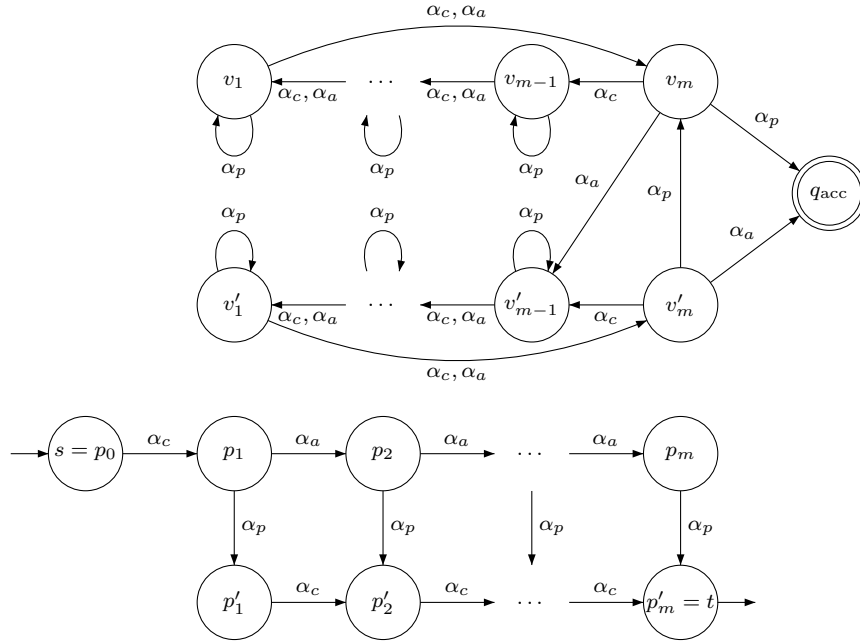 α_c, α_a
v_1 α_c, α_a ⋯ α_c, α_a v_{m−1} α_c v_m
α_p α_p α_p α_p
α_a α_p q_acc
α_p α_p α_p α_a
v′_1 α_c, α_a ⋯ α_c, α_a v′_{m−1} α_c v′_m
α_c, α_a
s = p_0 α_c p_1 α_a p_2 α_a ⋯ α_a p_m
α_p α_p α_p α_p
p′_1 α_c p′_2 α_c ⋯ α_c p′_m = t